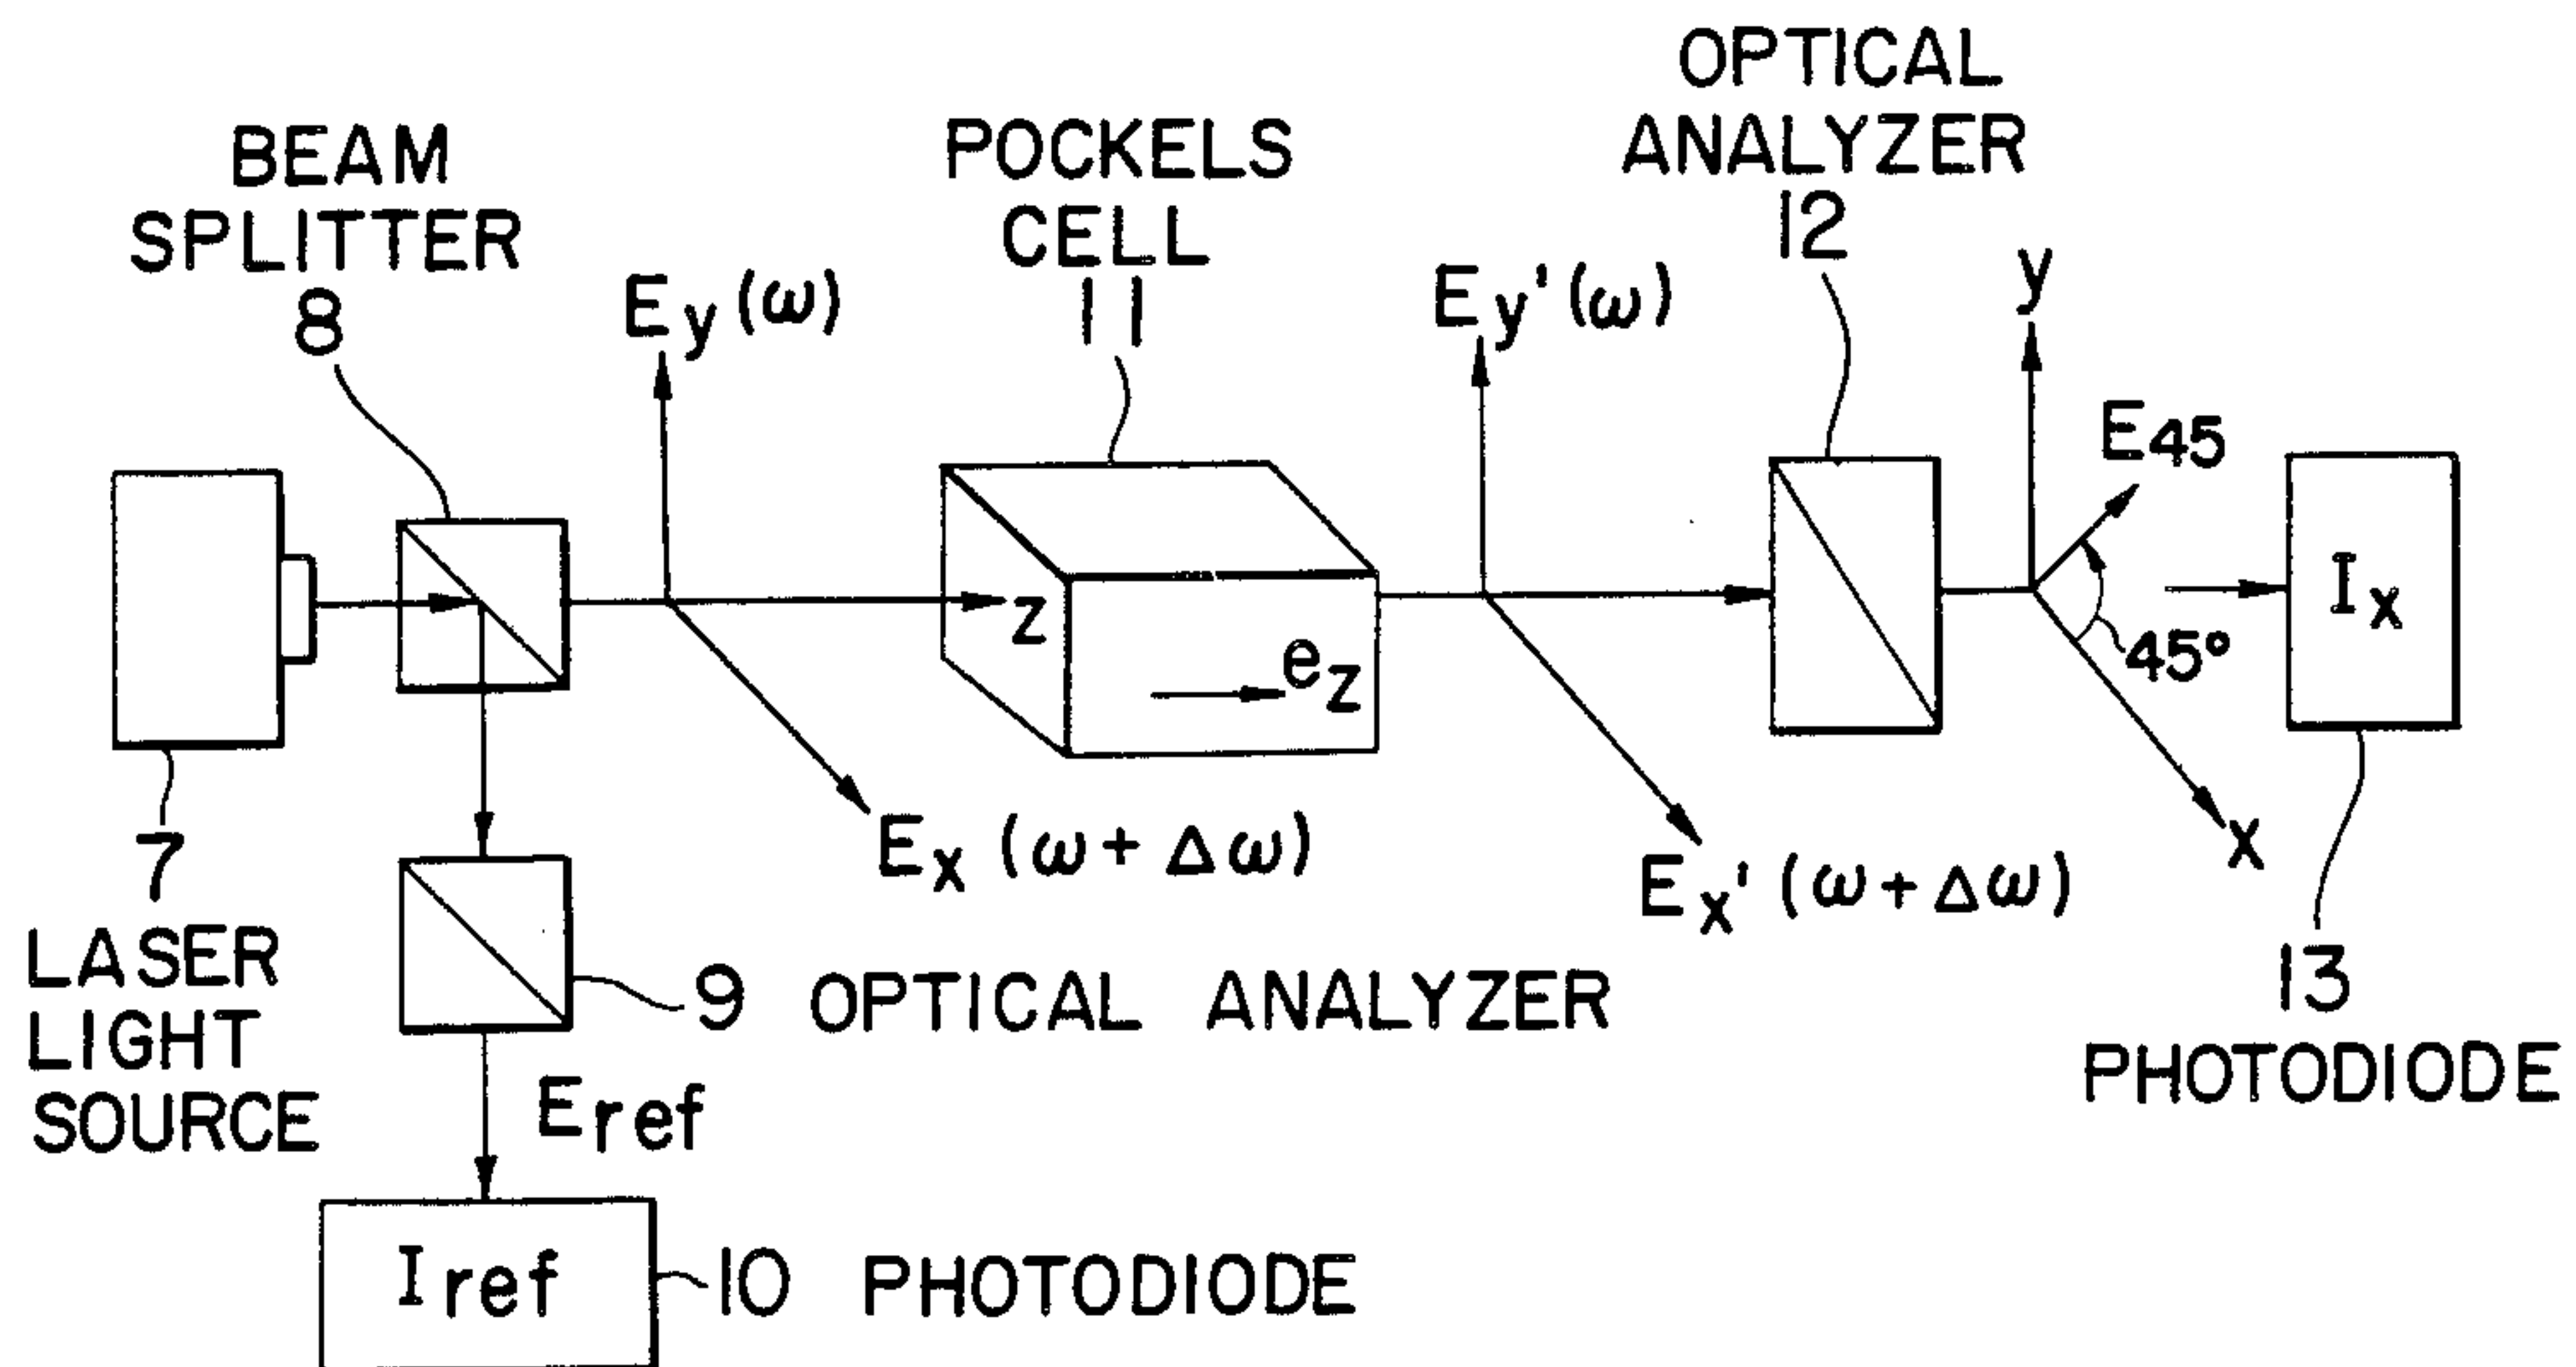 OPTICAL
ANALYZER
12
BEAM
SPLITTER
8
POCKELS
CELL
11
Ey (ω)
Ey' (ω)
y
E45
45°
z
ez
Ix
x
Ex (ω + Δω)
Ex' (ω + Δω)
7
LASER
LIGHT
SOURCE
9 OPTICAL ANALYZER
13
PHOTODIODE
Eref
Iref
10 PHOTODIODE